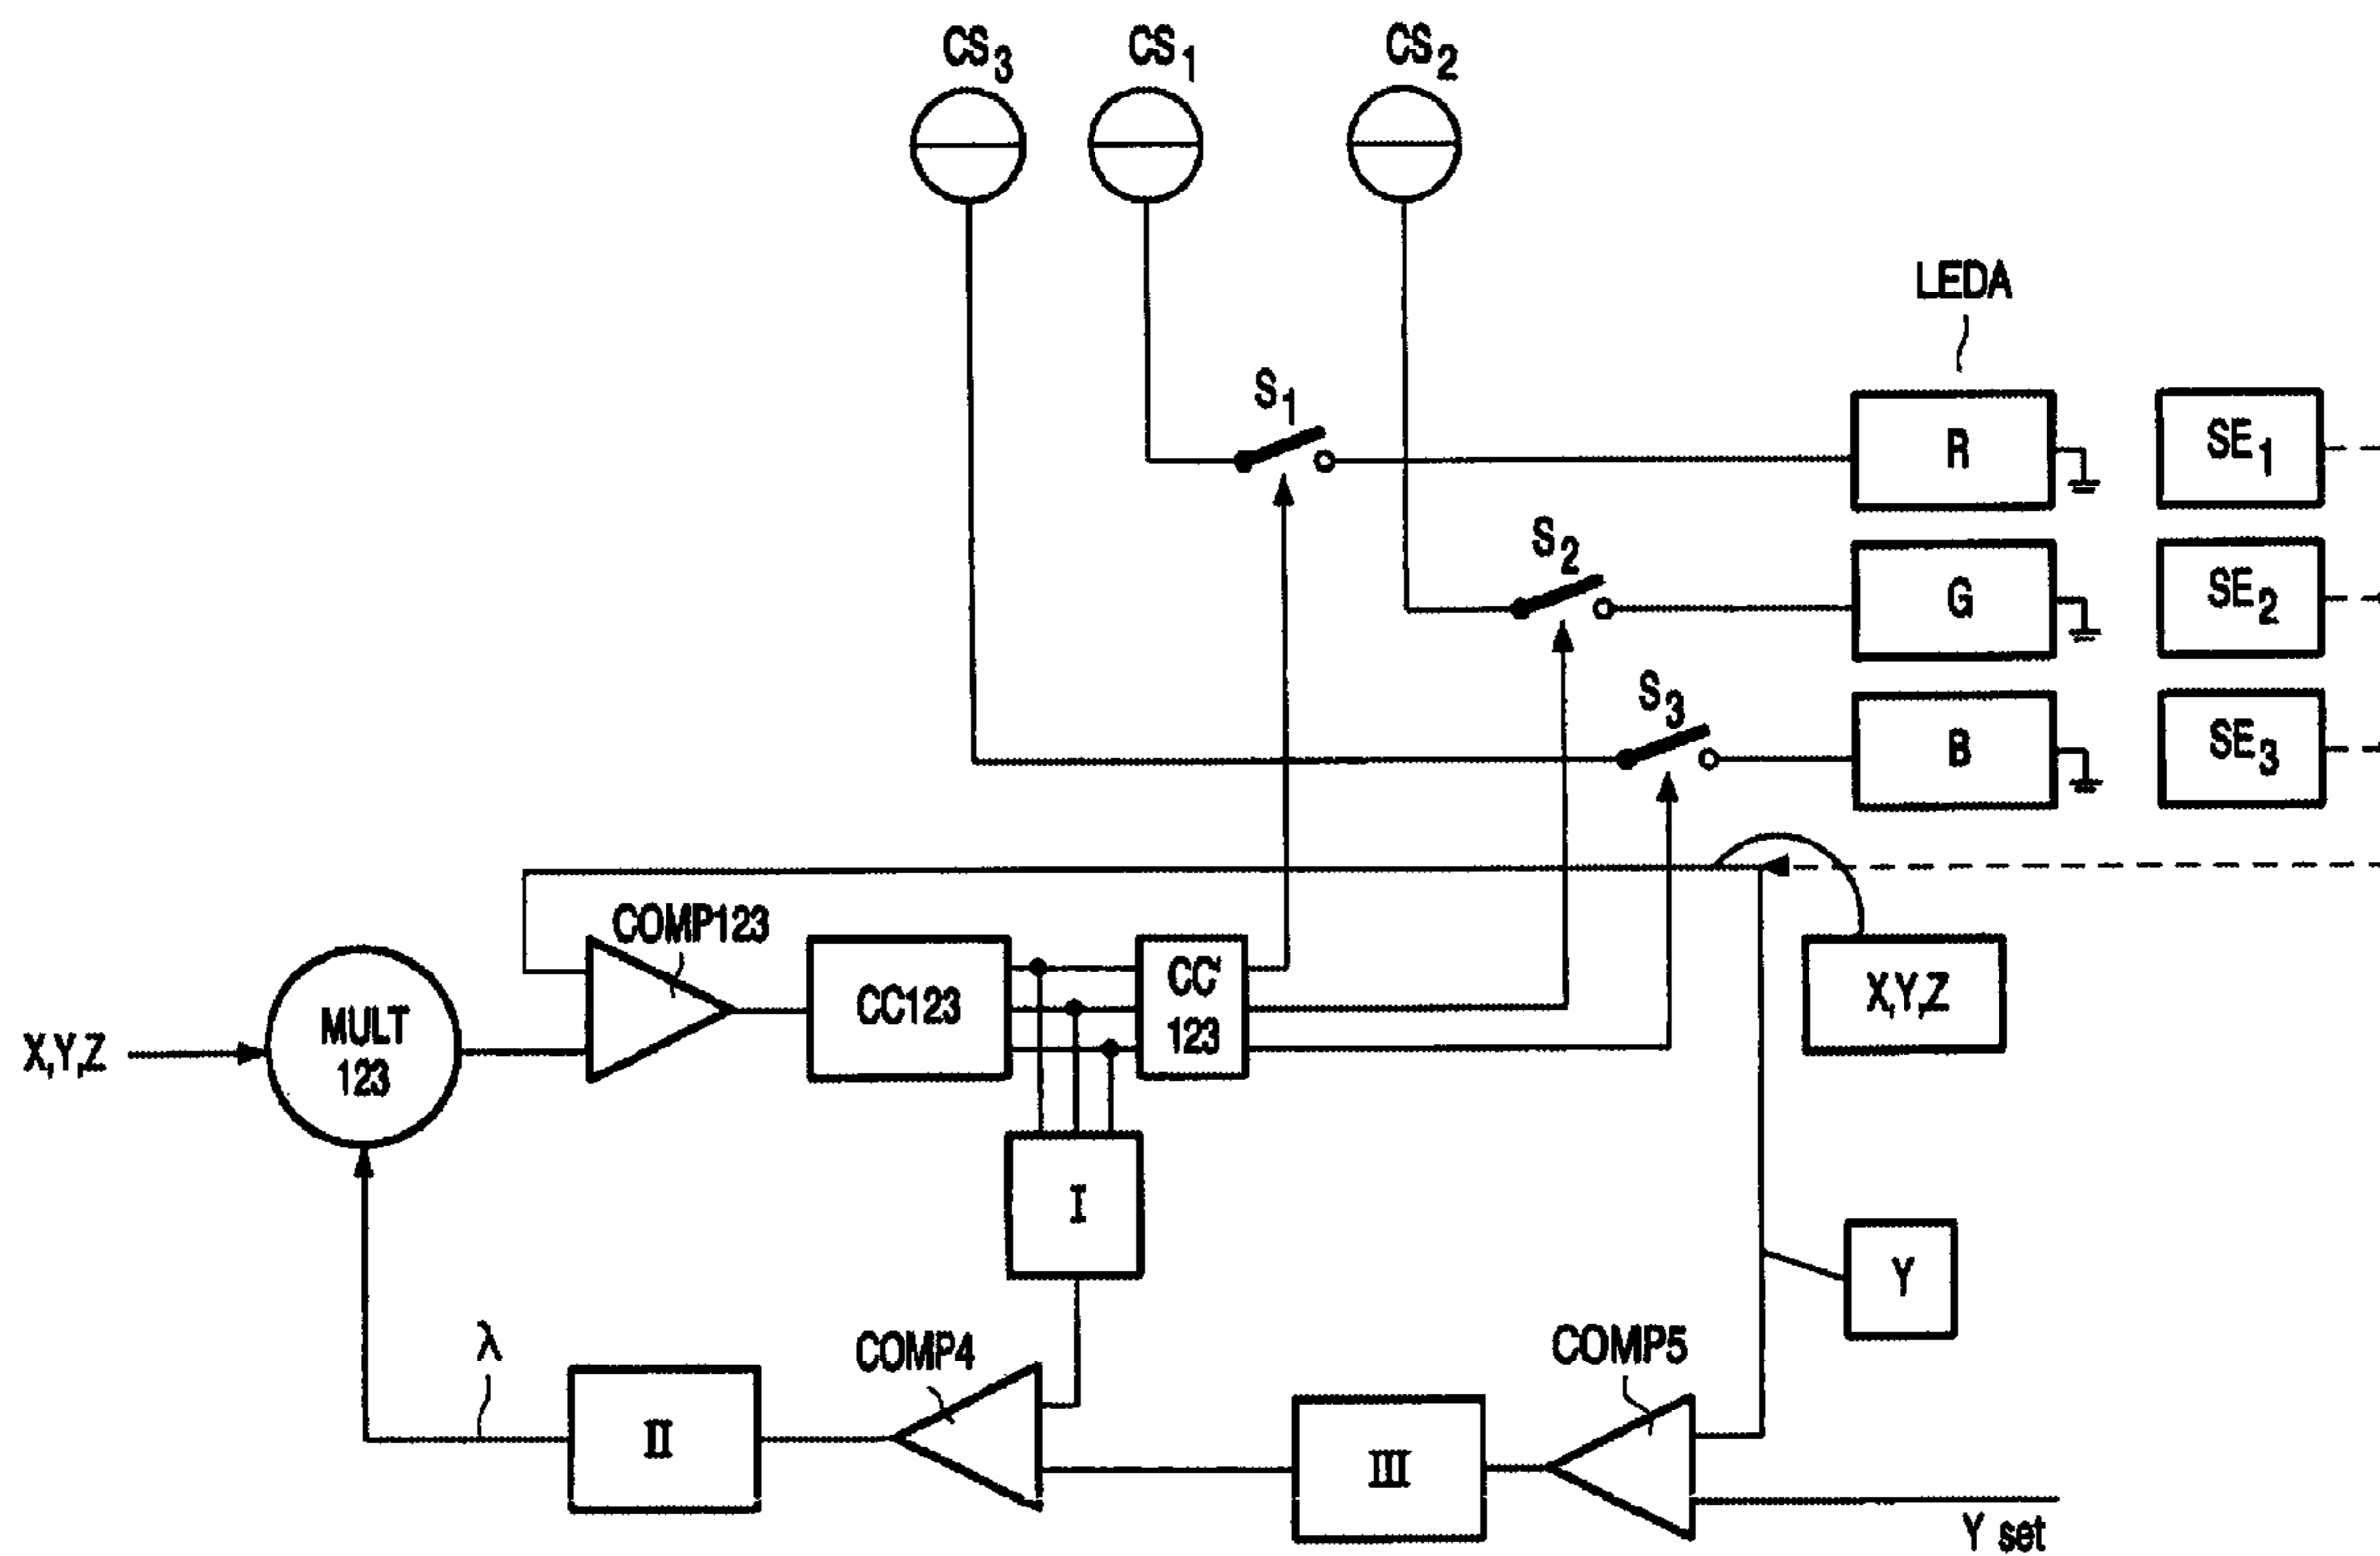 CS3 CS1 CS2
LEDA
S1
R SE1
S2
G SE2
S3
B SE3
COMP123
CC123
CC'
123
X,Y,Z
MULT
123
X,Y,Z
I
Y
λ
COMP4
COMP5
II
III
Y set